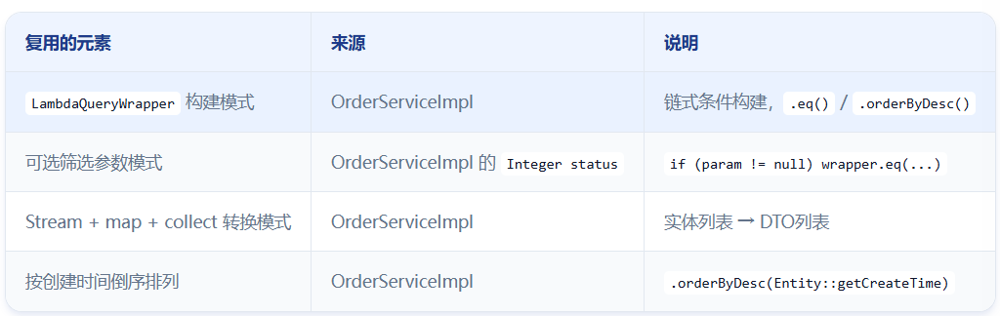 复用的元素 来源 说明
LambdaQueryWrapper 构建模式 OrderServiceImpl 链式条件构建，.eq() / .orderByDesc()
可选筛选参数模式 OrderServiceImpl 的 Integer status if (param != null) wrapper.eq(...)
Stream + map + collect 转换模式 OrderServiceImpl 实体列表 → DTO列表
按创建时间倒序排列 OrderServiceImpl .orderByDesc(Entity::getCreateTime)